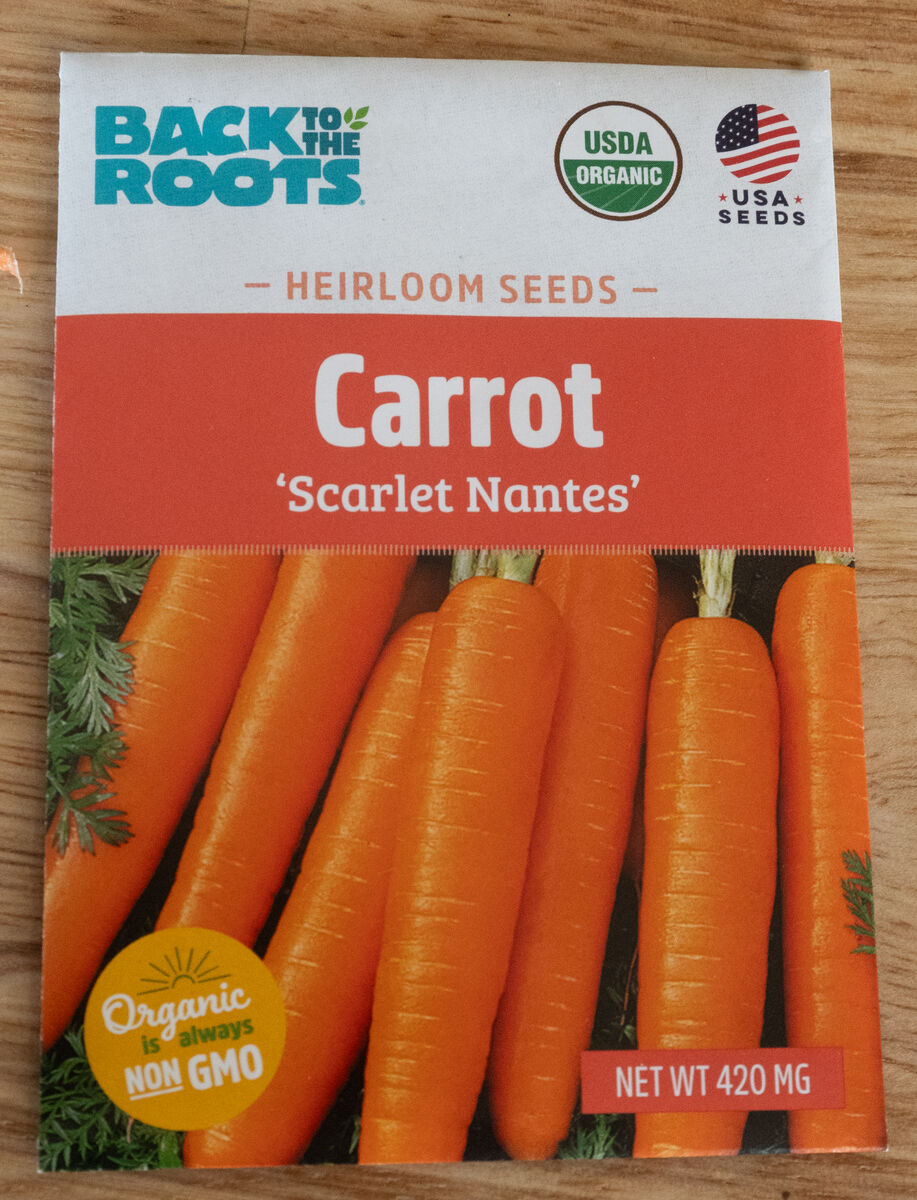 BACK TO THE
ROOTS
USDA
ORGANIC
USA
SEEDS
— HEIRLOOM SEEDS —
Carrot
‘Scarlet Nantes’
Organic
is always
NON GMO
NET WT 420 MG